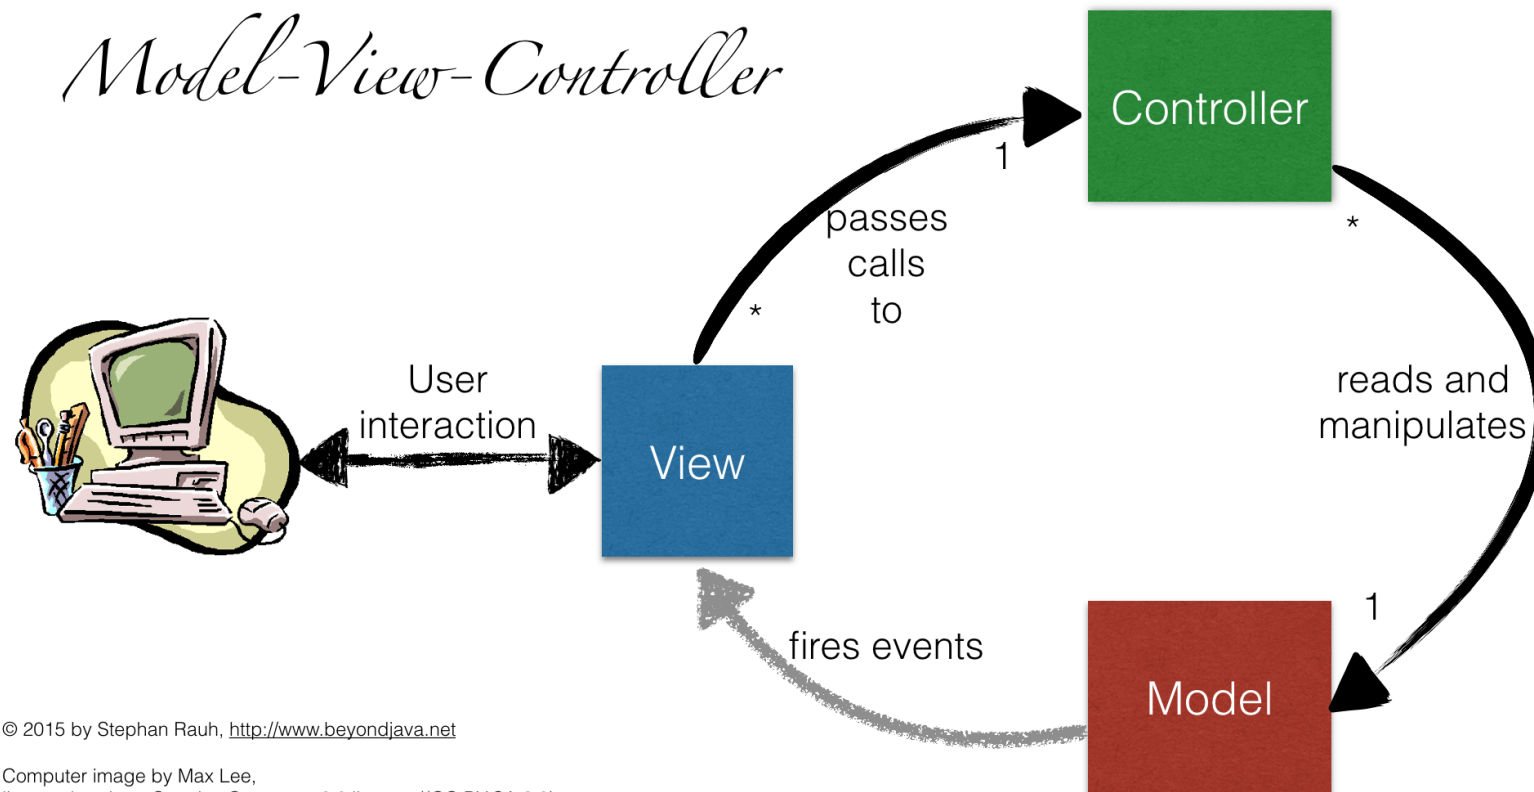 Model-View-Controller
Controller
1
*
passes
calls
to
*
User
interaction
reads and
manipulates
View
1
fires events
Model
© 2015 by Stephan Rauh, http://www.beyondjava.net
Computer image by Max Lee,